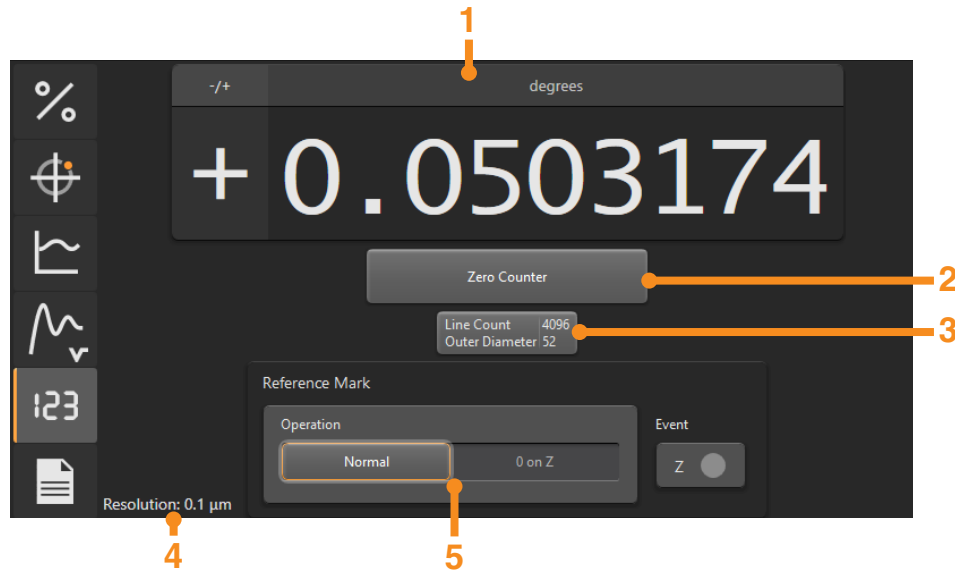 1
-/+ degrees
+ 0.0503174
Zero Counter
2
Line Count 4096
Outer Diameter 52
3
123
Reference Mark
Operation
Event
Normal
0 on Z
Z
Resolution: 0.1 µm
4
5